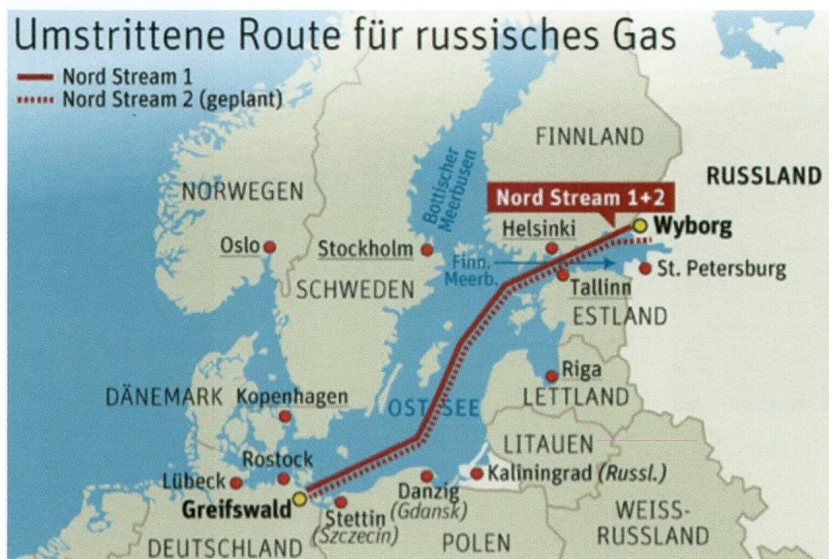 Umstrittene Route für russisches Gas
Nord Stream 1
Nord Stream 2 (geplant)
FINNLAND
RUSSLAND
NORWEGEN
Bottischer
Meerbusen
Nord Stream 1+2
Wyborg
Helsinki
Oslo
Stockholm
Finn.
Meerb.
St. Petersburg
SCHWEDEN
Tallinn
ESTLAND
Riga
DÄNEMARK
Kopenhagen
OSTSEE
LETTLAND
LITAUEN
Rostock
Lübeck
Kaliningrad (Russl.)
Greifswald
Danzig
(Gdansk)
Stettin
(Szczecin)
WEISS-
RUSSLAND
DEUTSCHLAND
POLEN